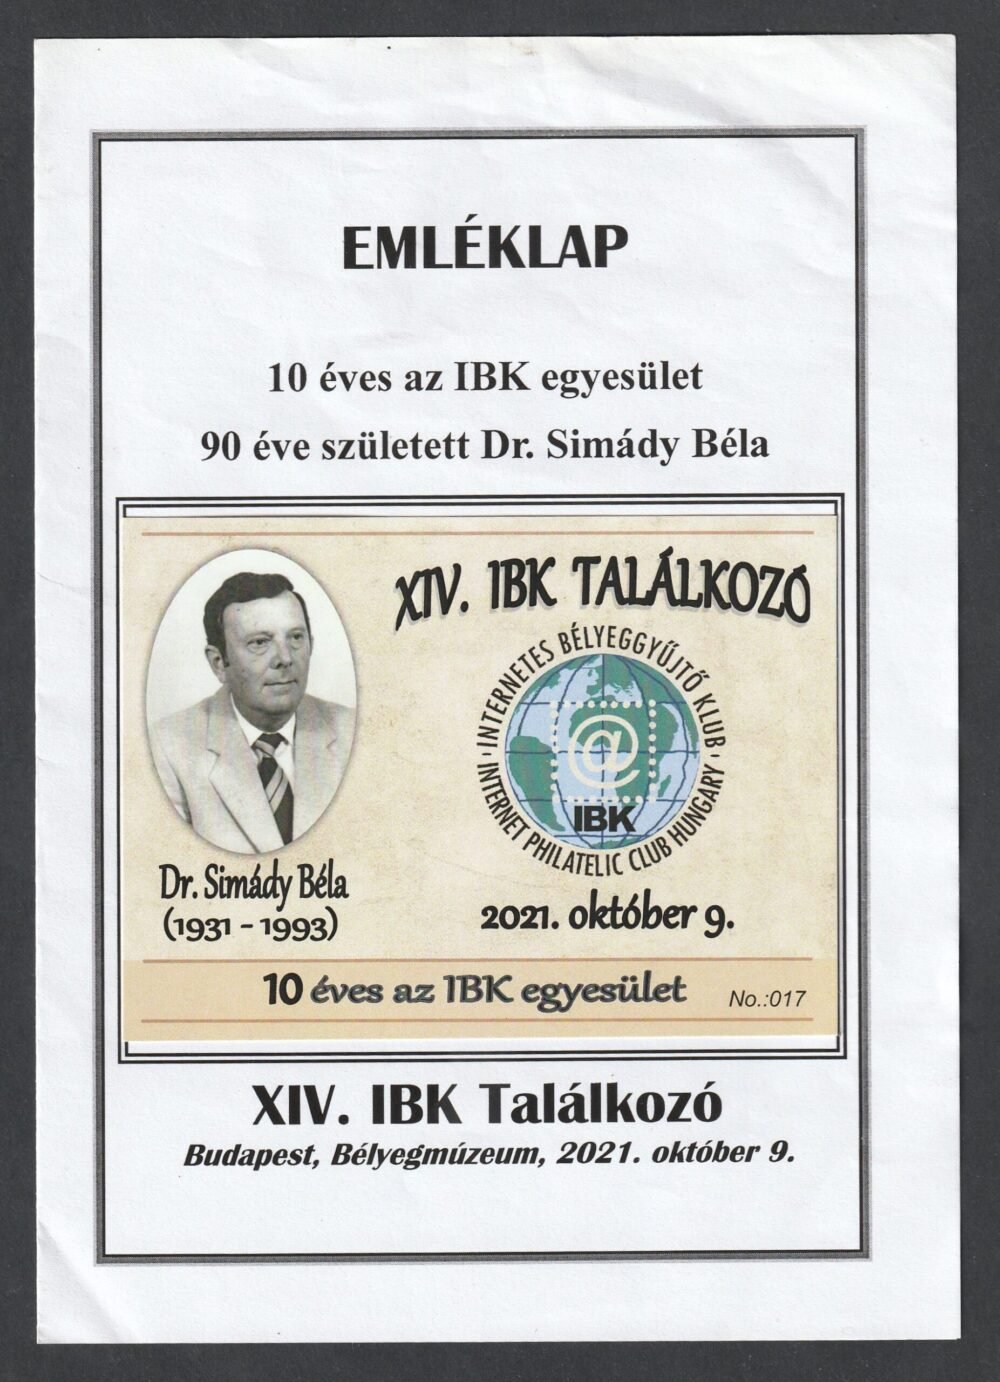 EMLÉKLAP
10 éves az IBK egyesület
90 éve született Dr. Simády Béla
XIV. IBK TALÁLKOZÓ
· INTERNETES BÉLYEGGYŰJTŐ KLUB ·
INTERNET PHILATELIC CLUB HUNGARY
@
IBK
Dr. Simády Béla
(1931 - 1993)
2021. október 9.
10 éves az IBK egyesület
No.:017
XIV. IBK Találkozó
Budapest, Bélyegmúzeum, 2021. október 9.